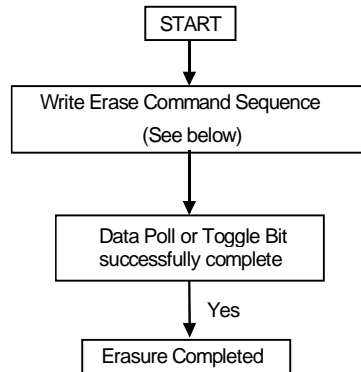 START
Write Erase Command Sequence
(See below)
Data Poll or Toggle Bit
successfully complete
Yes
Erasure Completed